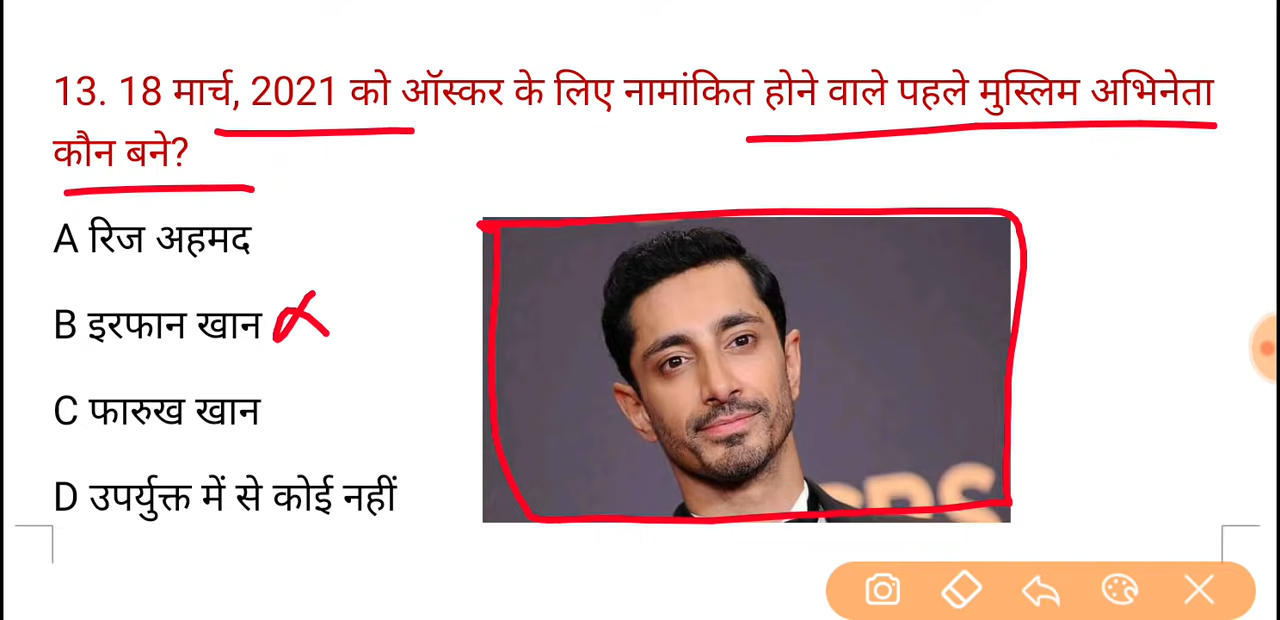 13. 18 मार्च, 2021 को ऑस्कर के लिए नामांकित होने वाले पहले मुस्लिम अभिनेता
कौन बने?
A रिज अहमद
B इरफान खान
C फारुख खान
D उपर्युक्त में से कोई नहीं